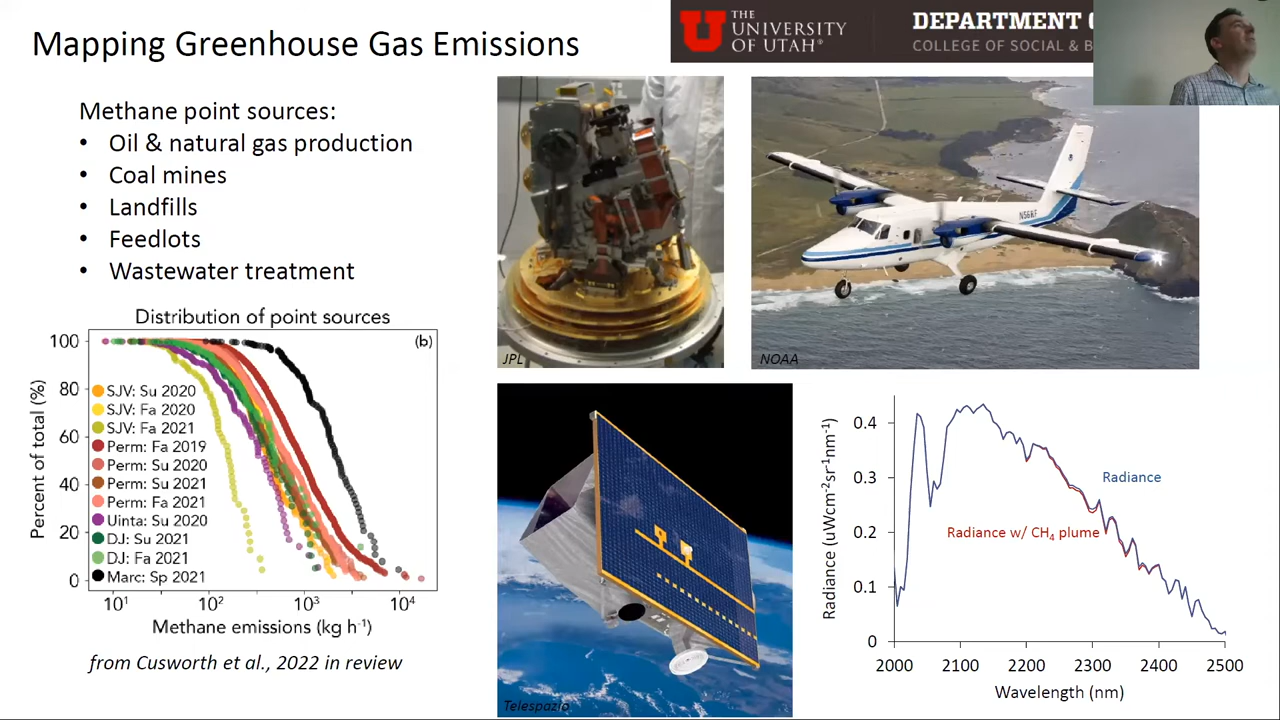 Mapping Greenhouse Gas Emissions
U
THE
UNIVERSITY
OF UTAH®
DEPARTMENT
COLLEGE OF SOCIAL & B
Methane point sources:
• Oil & natural gas production
• Coal mines
• Landfills
• Feedlots
• Wastewater treatment
JPL
N56RF
NOAA
Distribution of point sources
(b)
Percent of total (%)
100
80
60
40
20
0
SJV: Su 2020
SJV: Fa 2020
SJV: Fa 2021
Perm: Fa 2019
Perm: Su 2020
Perm: Su 2021
Perm: Fa 2021
Uinta: Su 2020
DJ: Su 2021
DJ: Fa 2021
Marc: Sp 2021
10¹ 10² 10³ 10⁴
Methane emissions (kg h⁻¹)
from Cusworth et al., 2022 in review
Telespazio
Radiance (uWcm⁻²sr⁻¹nm⁻¹)
0.4
0.3
0.2
0.1
0
Radiance
Radiance w/ CH₄ plume
2000 2100 2200 2300 2400 2500
Wavelength (nm)